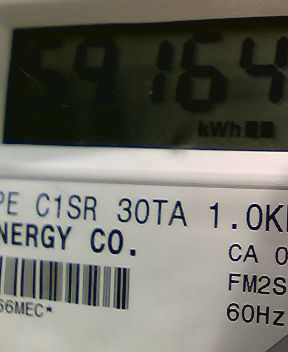 59164
kWh
PE C1SR 30TA 1.0K
NERGY CO.
CA 0
FM2S
66MEC*
60Hz